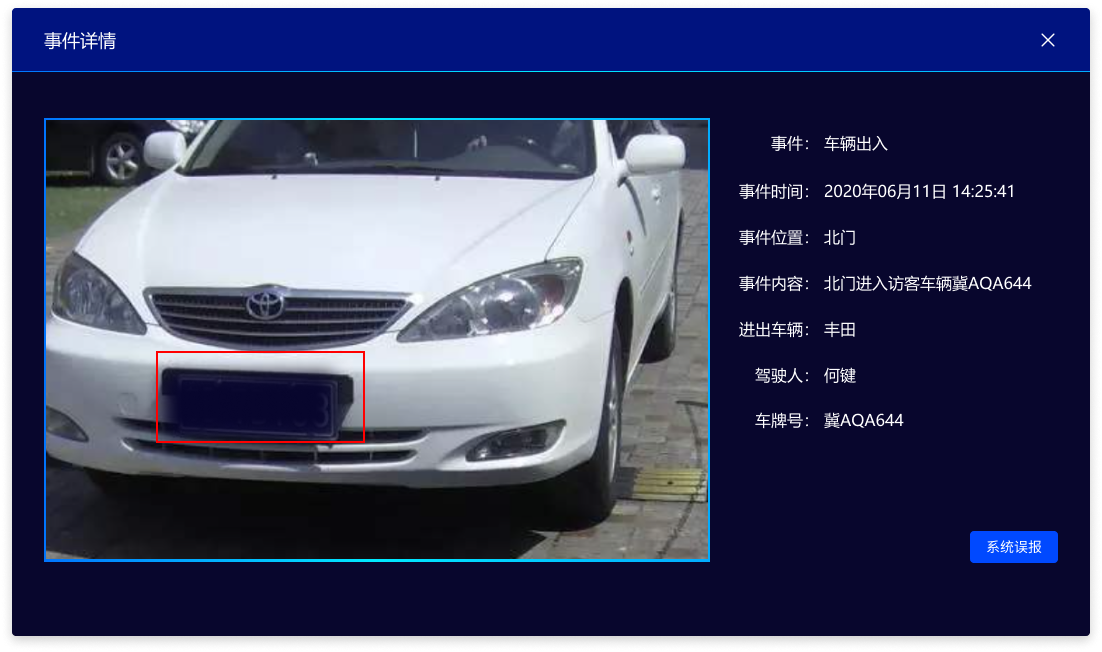 事件详情
事件： 车辆出入
事件时间： 2020年06月11日 14:25:41
事件位置： 北门
事件内容： 北门进入访客车辆冀AQA644
进出车辆： 丰田
驾驶人： 何键
车牌号： 冀AQA644
系统误报